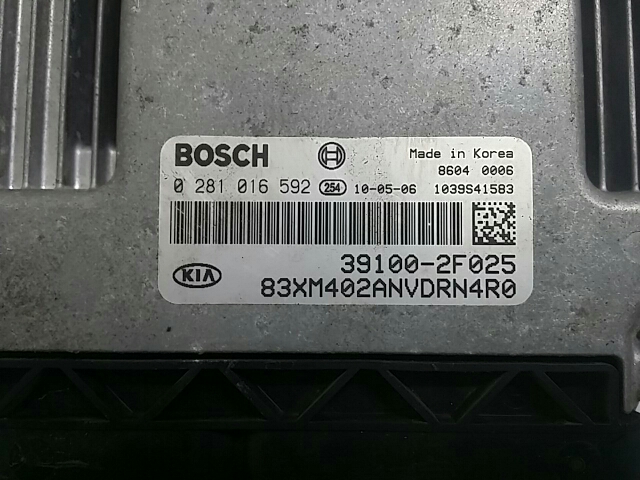 BOSCH Made in Korea
8604 0006
0 281 016 592 254 10-05-06 1039S41583
39100-2F025
KIA 83XM402ANVDRN4R0